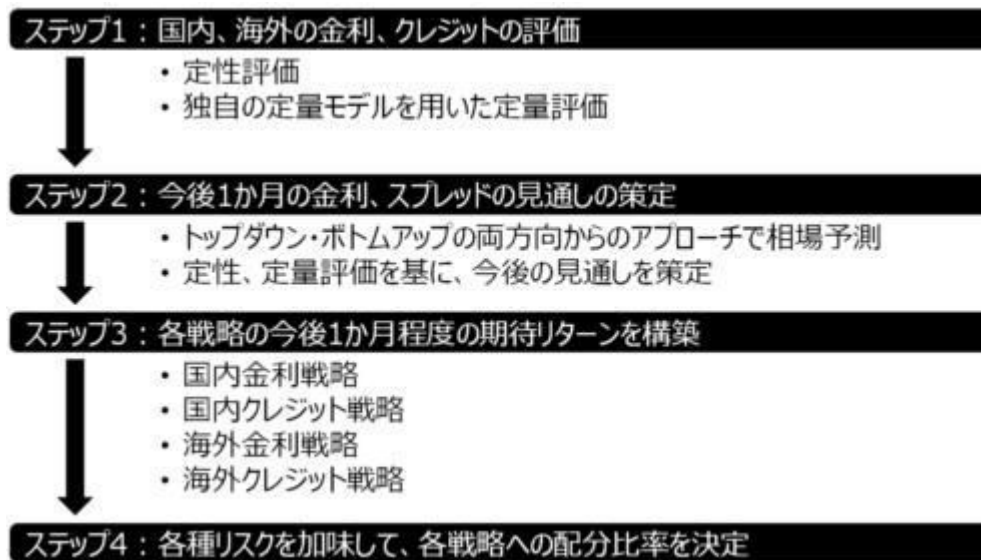 ステップ1：国内、海外の金利、クレジットの評価
・定性評価
・独自の定量モデルを用いた定量評価
ステップ2：今後1か月の金利、スプレッドの見通しの策定
・トップダウン・ボトムアップの両方向からのアプローチで相場予測
・定性、定量評価を基に、今後の見通しを策定
ステップ3：各戦略の今後1か月程度の期待リターンを構築
・国内金利戦略
・国内クレジット戦略
・海外金利戦略
・海外クレジット戦略
ステップ4：各種リスクを加味して、各戦略への配分比率を決定